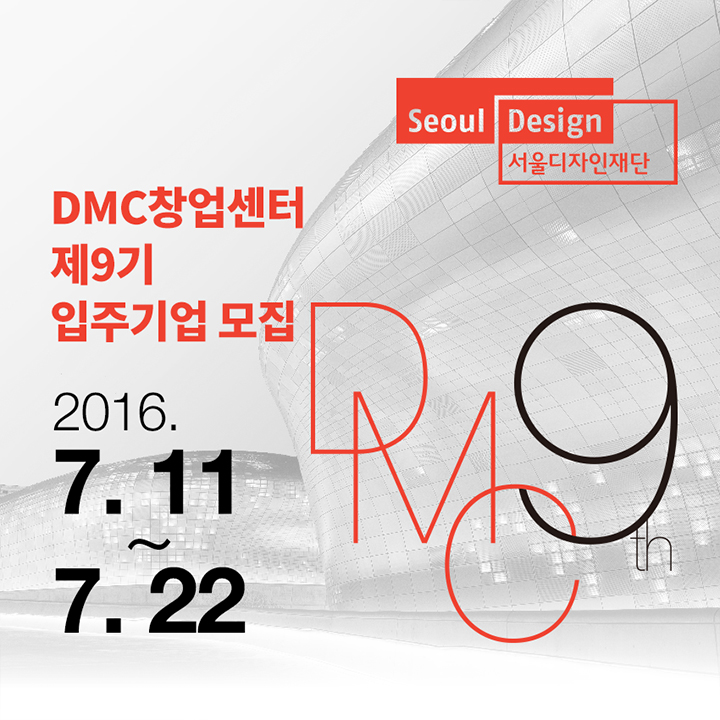 Seoul Design
서울디자인재단
DMC창업센터
제9기
입주기업 모집
2016.
7. 11
~
7. 22
DMC 9th